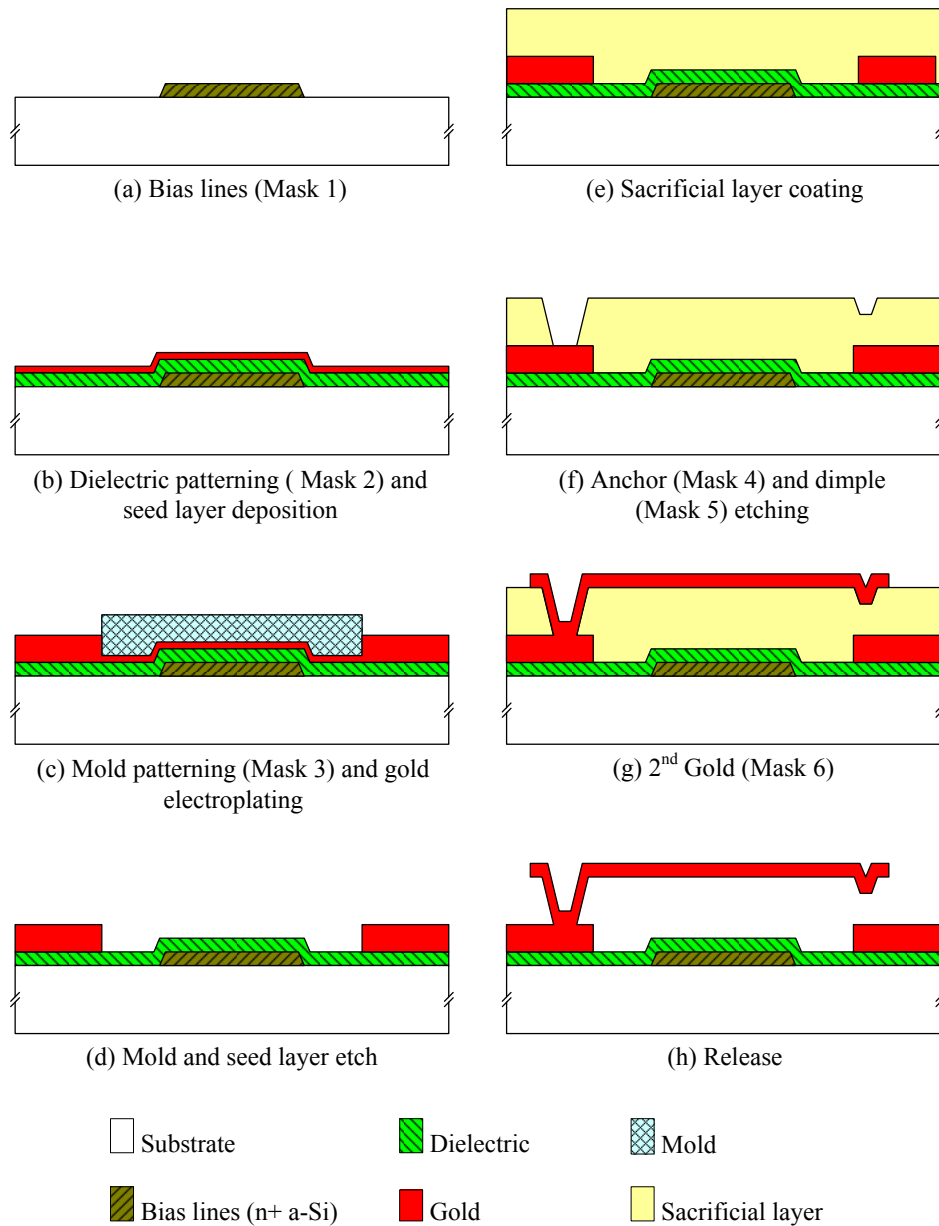 (a) Bias lines (Mask 1)
(b) Dielectric patterning ( Mask 2) and
seed layer deposition
(c) Mold patterning (Mask 3) and gold
electroplating
(d) Mold and seed layer etch
(e) Sacrificial layer coating
(f) Anchor (Mask 4) and dimple
(Mask 5) etching
(g) 2nd Gold (Mask 6)
(h) Release
Substrate
Dielectric
Mold
Bias lines (n+ a-Si)
Gold
Sacrificial layer